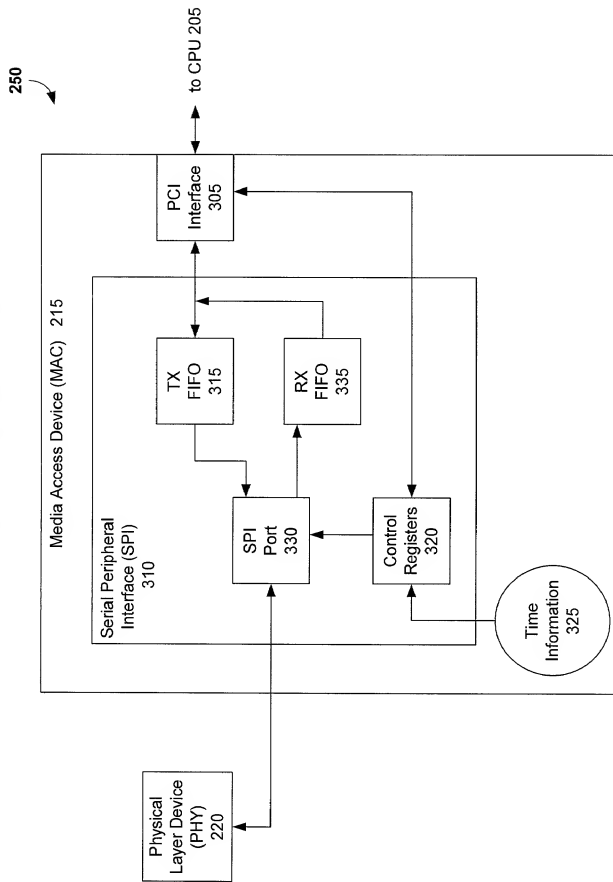 250
to CPU 205
Media Access Device (MAC) 215
PCI
Interface
305
Serial Peripheral
Interface (SPI)
310
TX
FIFO
315
RX
FIFO
335
SPI
Port
330
Control
Registers
320
Time
Information
325
Physical
Layer Device
(PHY)
220